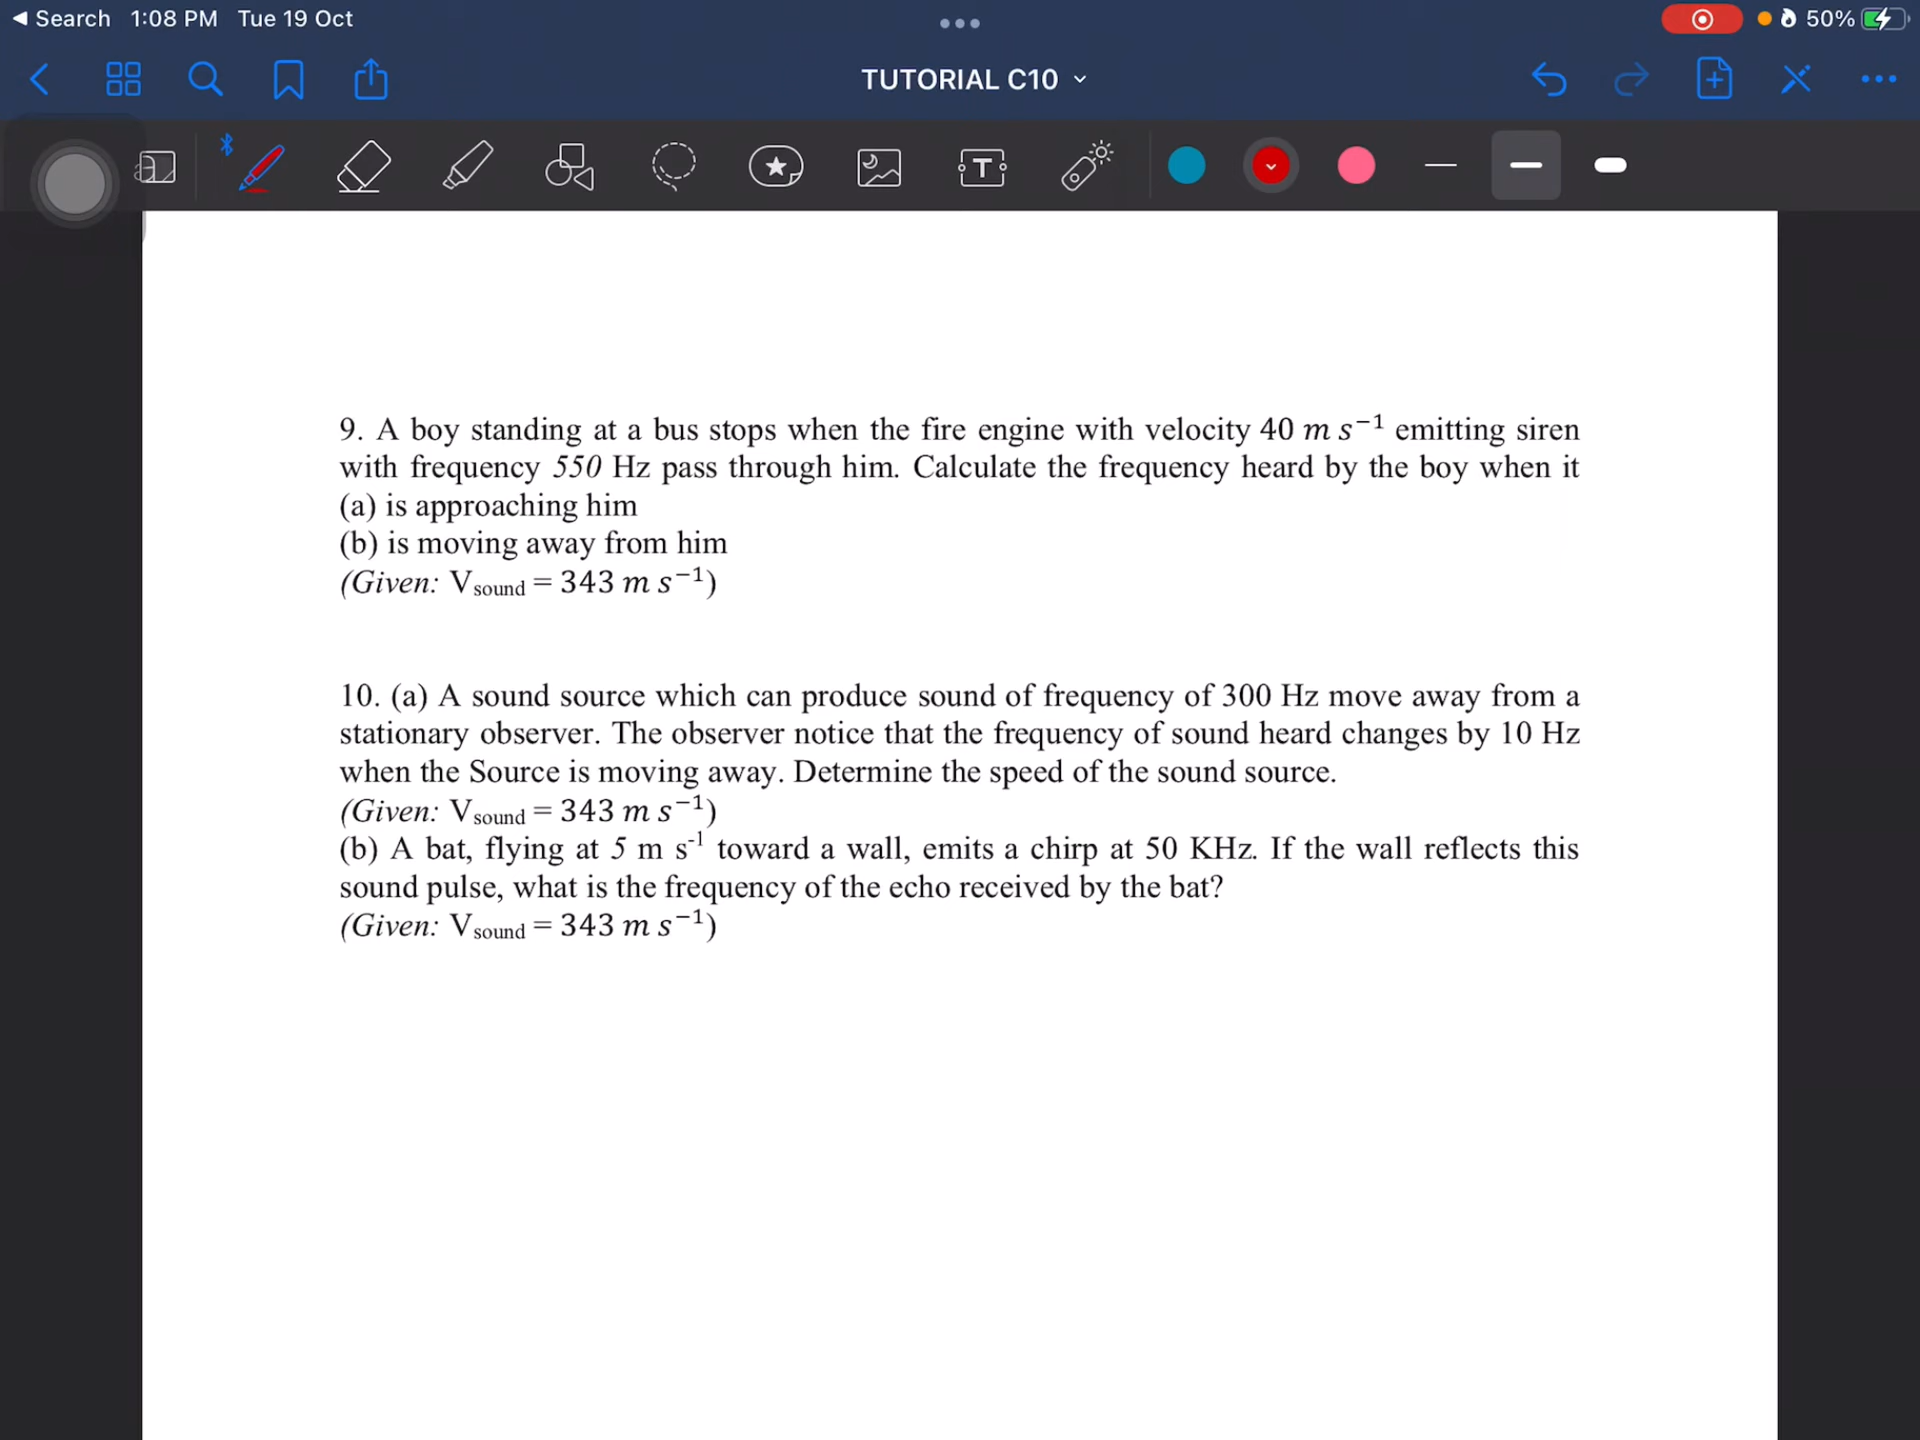 ◀ Search 1:08 PM Tue 19 Oct
50%
TUTORIAL C10
T
9. A boy standing at a bus stops when the fire engine with velocity 40 m s⁻¹ emitting siren
with frequency 550 Hz pass through him. Calculate the frequency heard by the boy when it
(a) is approaching him
(b) is moving away from him
(Given: Vsound = 343 m s⁻¹)
10. (a) A sound source which can produce sound of frequency of 300 Hz move away from a
stationary observer. The observer notice that the frequency of sound heard changes by 10 Hz
when the Source is moving away. Determine the speed of the sound source.
(Given: Vsound = 343 m s⁻¹)
(b) A bat, flying at 5 m s⁻¹ toward a wall, emits a chirp at 50 KHz. If the wall reflects this
sound pulse, what is the frequency of the echo received by the bat?
(Given: Vsound = 343 m s⁻¹)